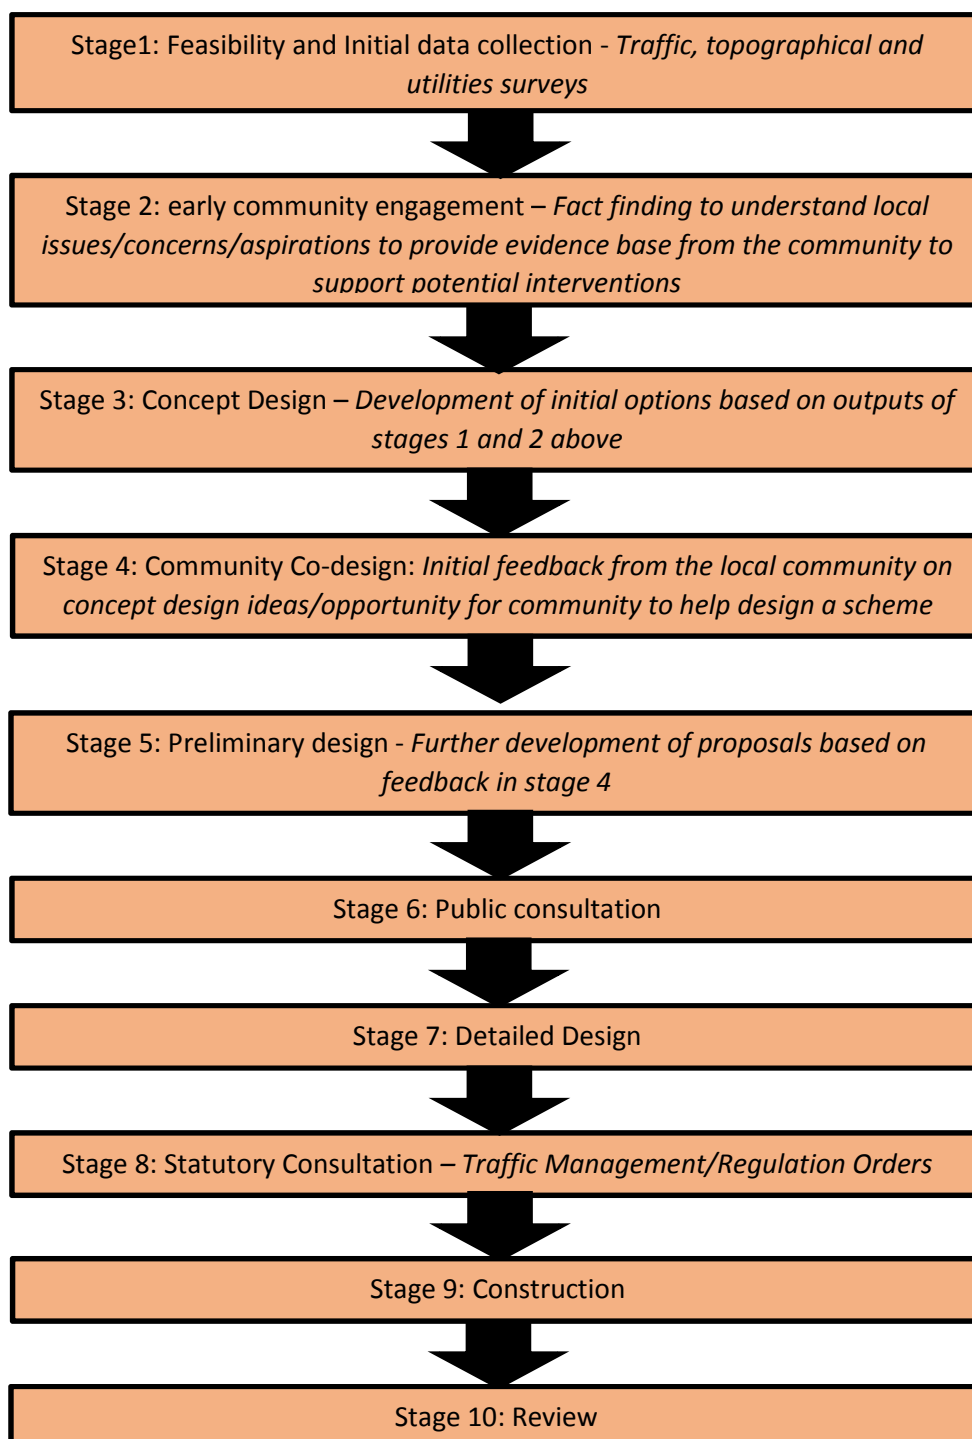 Stage1: Feasibility and Initial data collection - Traffic, topographical and
utilities surveys
Stage 2: early community engagement – Fact finding to understand local
issues/concerns/aspirations to provide evidence base from the community to
support potential interventions
Stage 3: Concept Design – Development of initial options based on outputs of
stages 1 and 2 above
Stage 4: Community Co-design: Initial feedback from the local community on
concept design ideas/opportunity for community to help design a scheme
Stage 5: Preliminary design - Further development of proposals based on
feedback in stage 4
Stage 6: Public consultation
Stage 7: Detailed Design
Stage 8: Statutory Consultation – Traffic Management/Regulation Orders
Stage 9: Construction
Stage 10: Review